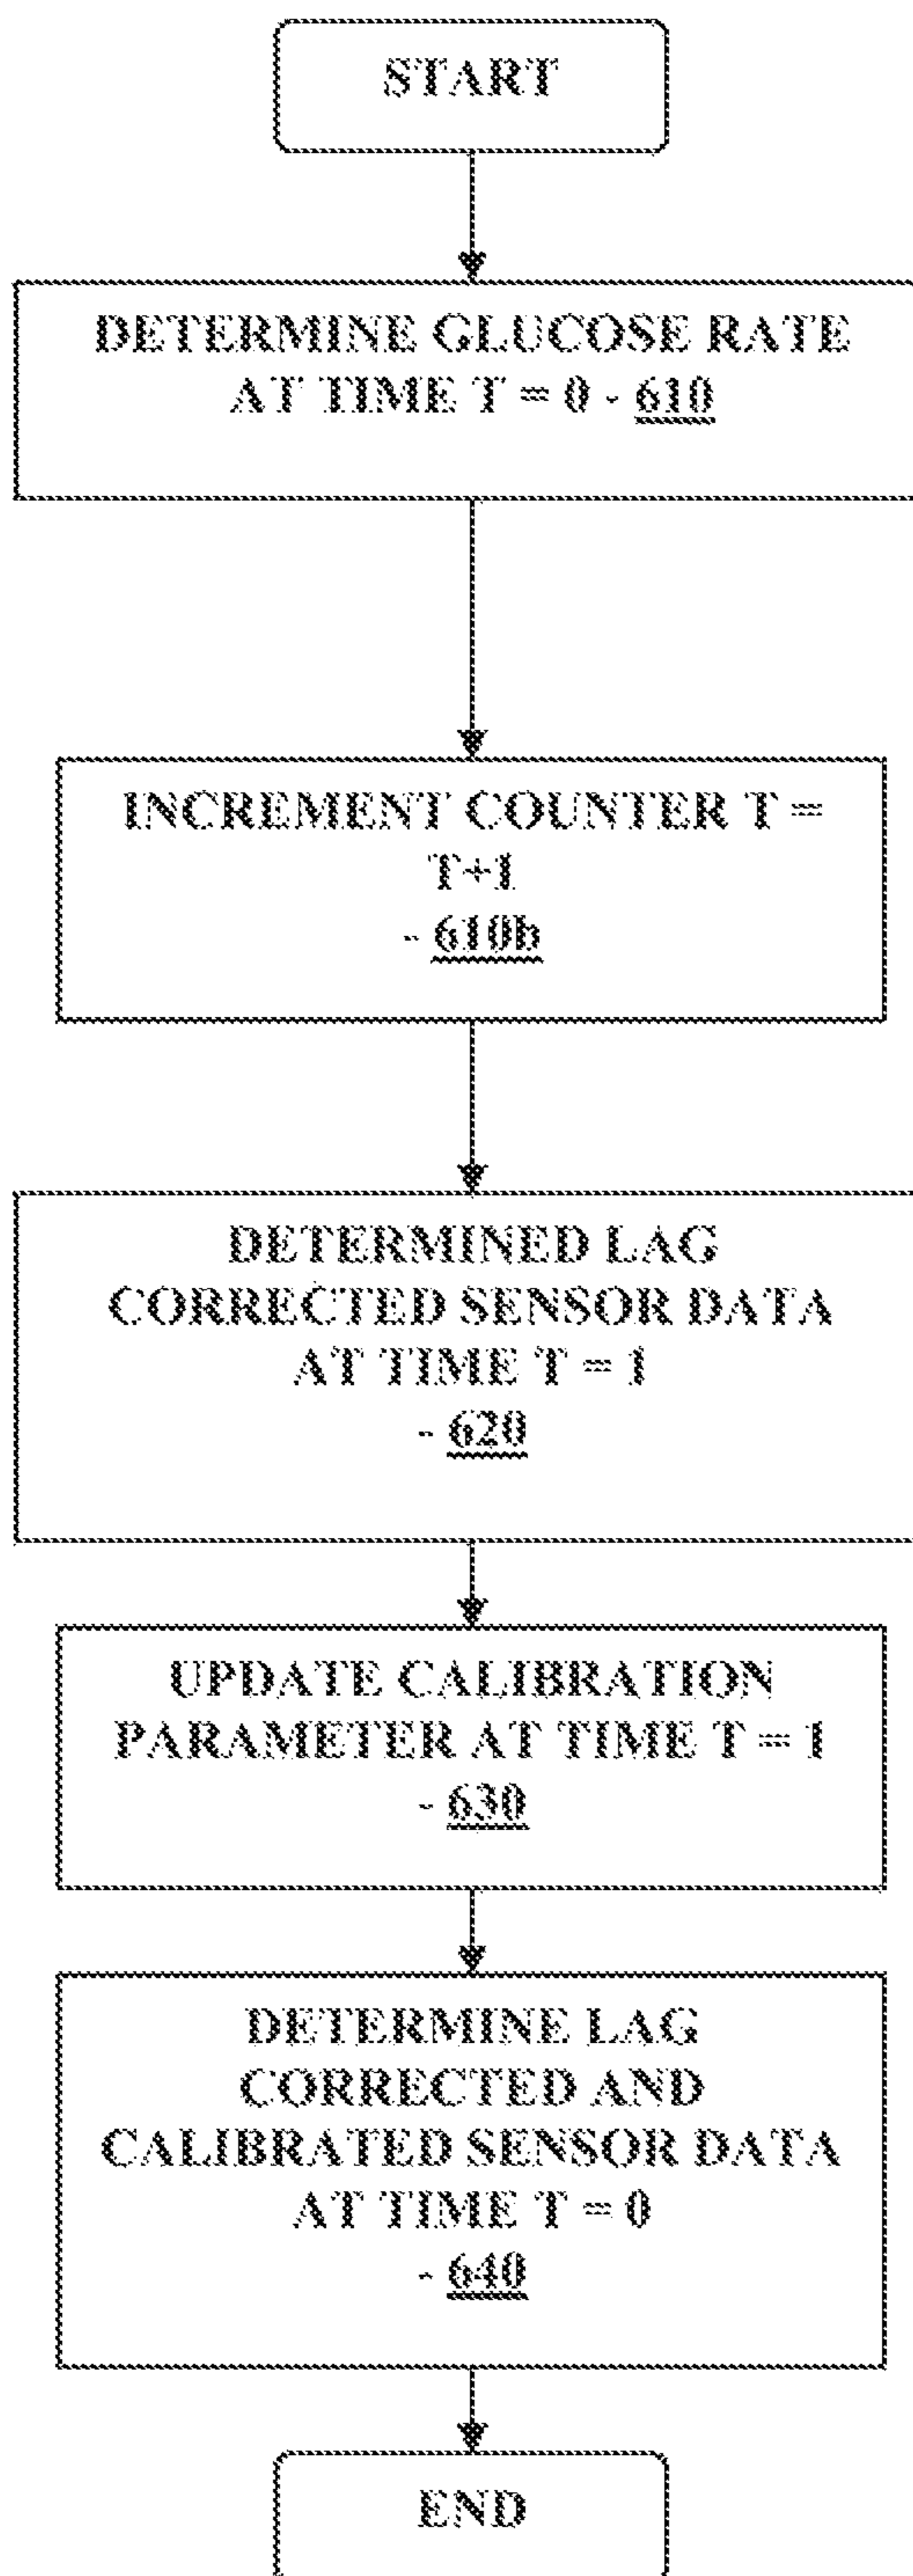 START
DETERMINE GLUCOSE RATE
AT TIME T = 0 - 610
INCREMENT COUNTER T =
T+1
- 610b
DETERMINED LAG
CORRECTED SENSOR DATA
AT TIME T = 1
- 620
UPDATE CALIBRATION
PARAMETER AT TIME T = 1
- 630
DETERMINE LAG
CORRECTED AND
CALIBRATED SENSOR DATA
AT TIME T = 0
- 640
END